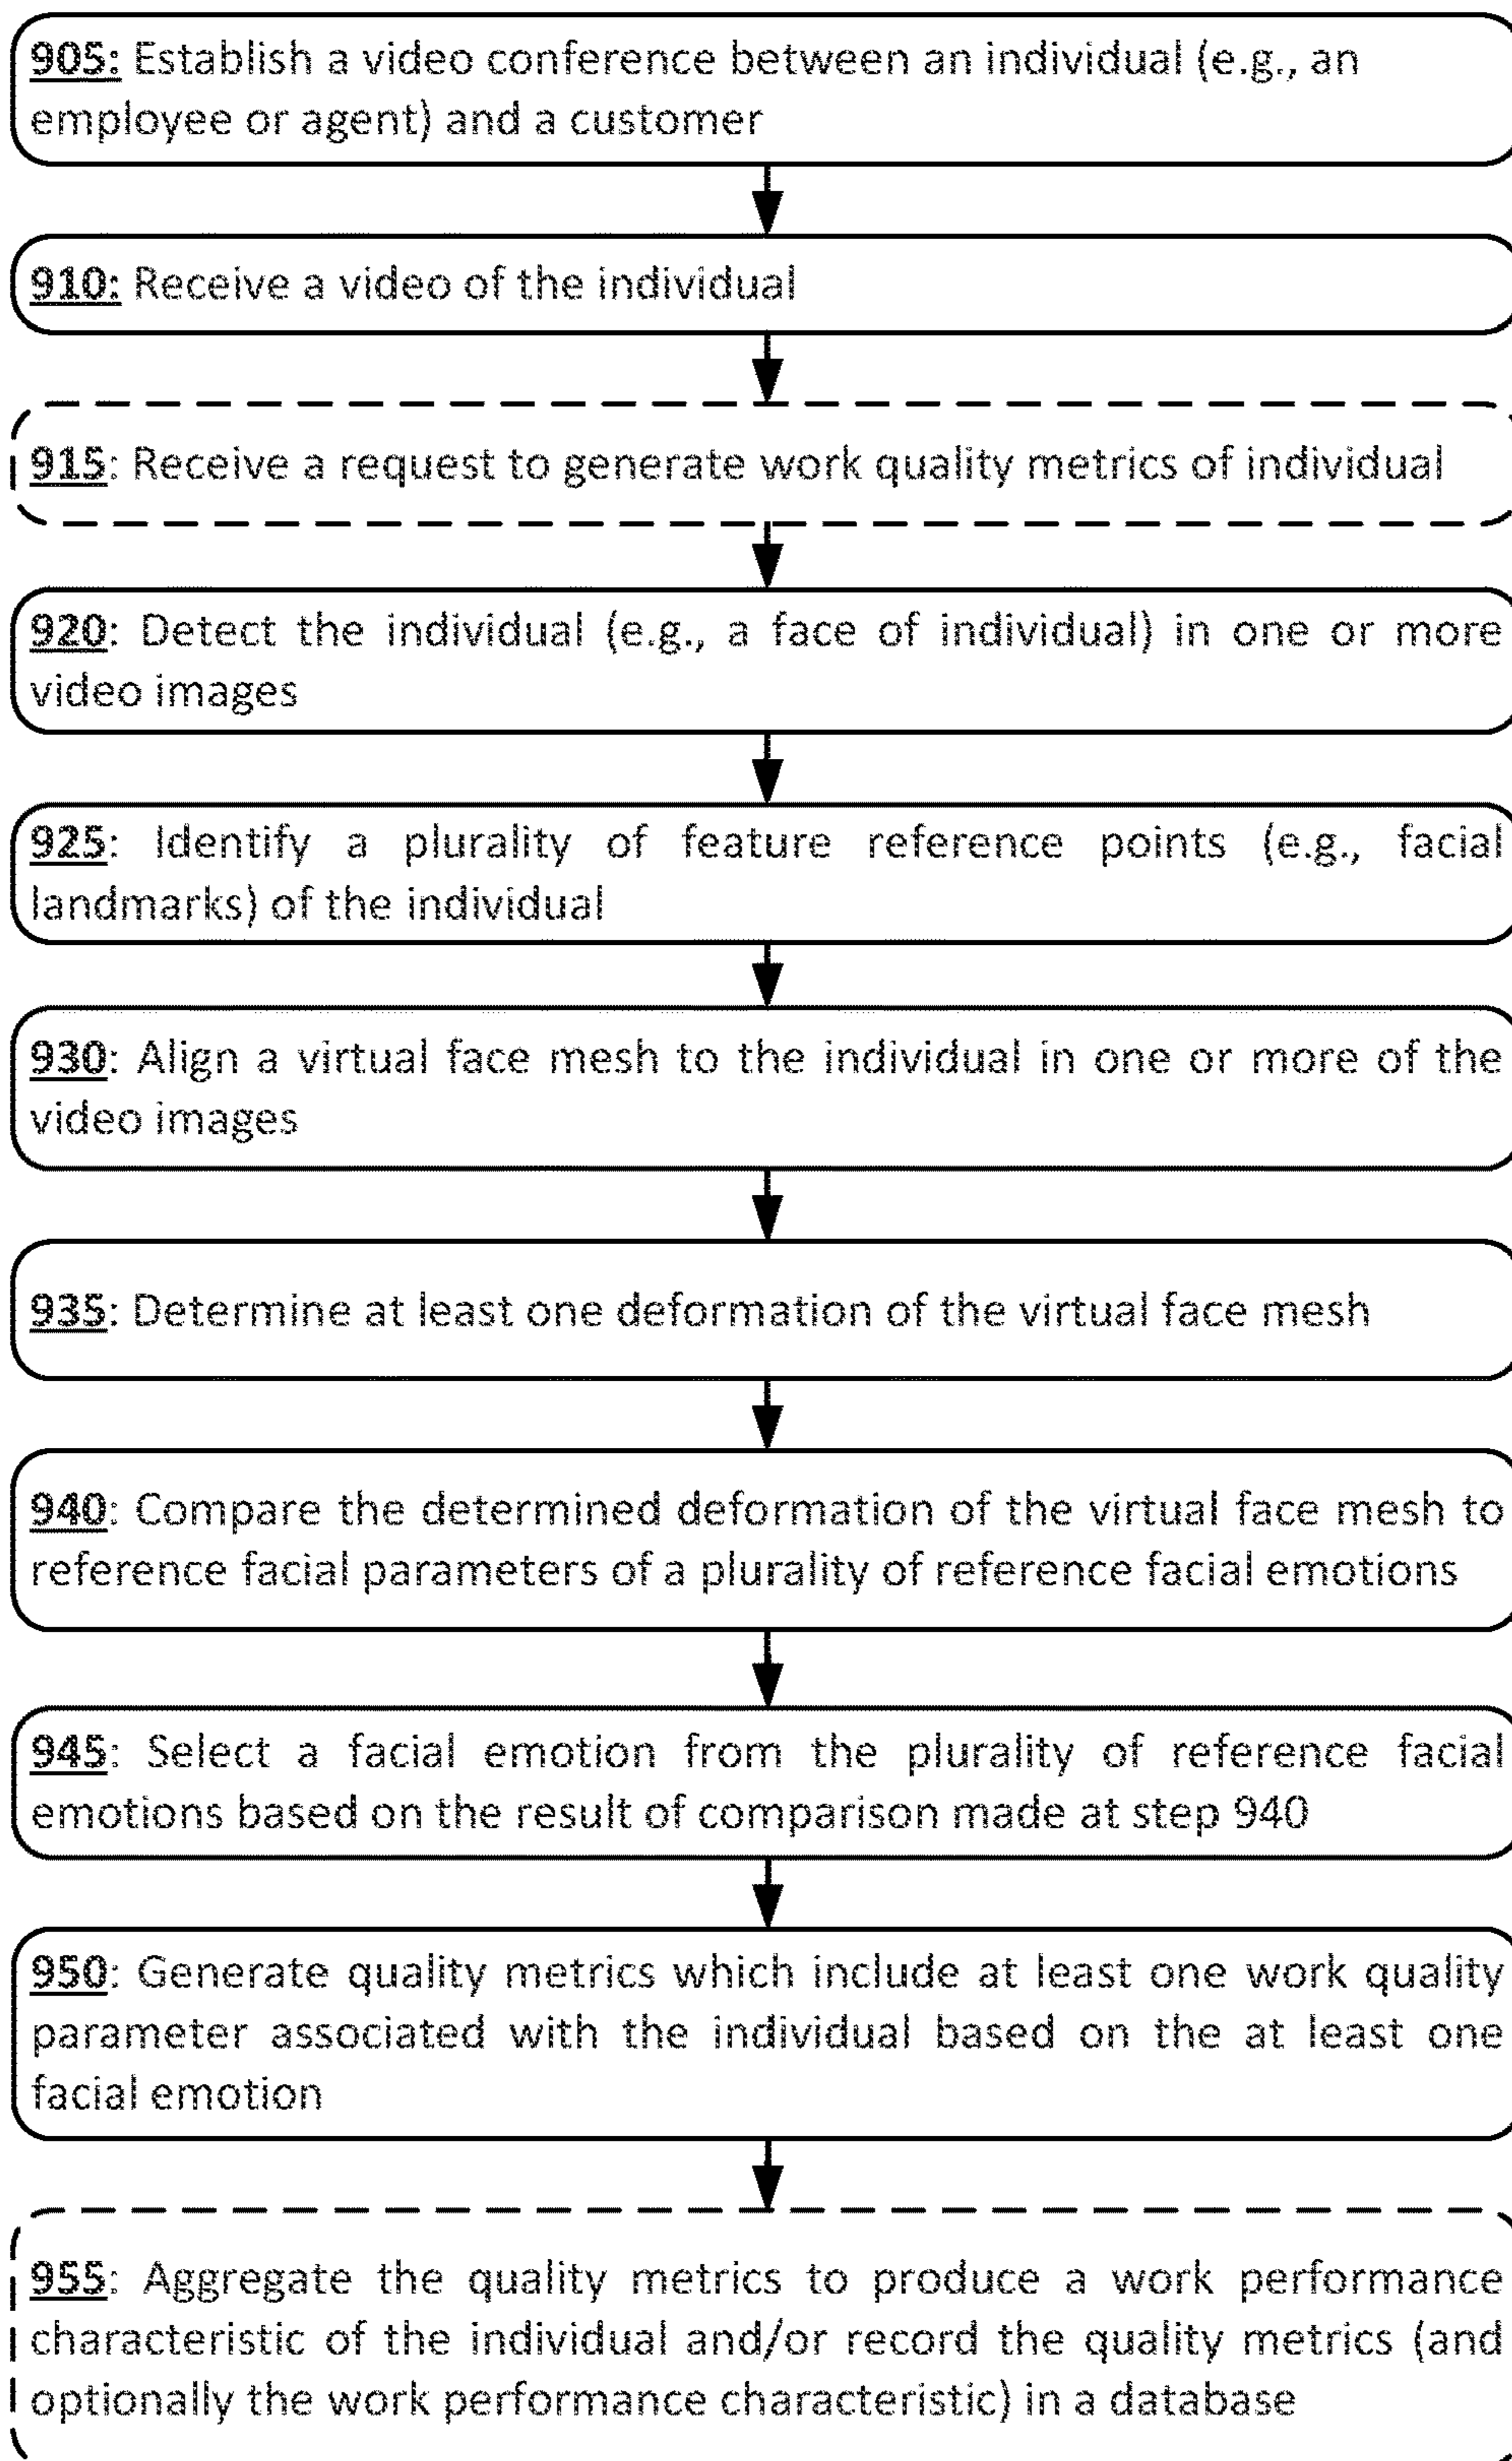 905: Establish a video conference between an individual (e.g., an
employee or agent) and a customer
910: Receive a video of the individual
915: Receive a request to generate work quality metrics of individual
920: Detect the individual (e.g., a face of individual) in one or more
video images
925: Identify a plurality of feature reference points (e.g., facial
landmarks) of the individual
930: Align a virtual face mesh to the individual in one or more of the
video images
935: Determine at least one deformation of the virtual face mesh
940: Compare the determined deformation of the virtual face mesh to
reference facial parameters of a plurality of reference facial emotions
945: Select a facial emotion from the plurality of reference facial
emotions based on the result of comparison made at step 940
950: Generate quality metrics which include at least one work quality
parameter associated with the individual based on the at least one
facial emotion
955: Aggregate the quality metrics to produce a work performance
characteristic of the individual and/or record the quality metrics (and
optionally the work performance characteristic) in a database